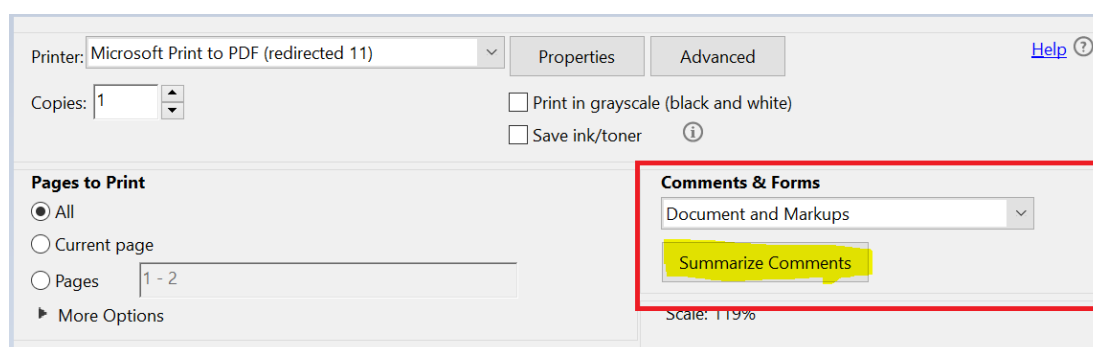 Printer: Microsoft Print to PDF (redirected 11) Properties Advanced Help ?
Copies: 1 Print in grayscale (black and white)
Save ink/toner i
Pages to Print
All
Current page
Pages 1 - 2
More Options
Comments & Forms
Document and Markups
Summarize Comments
Scale: 119%